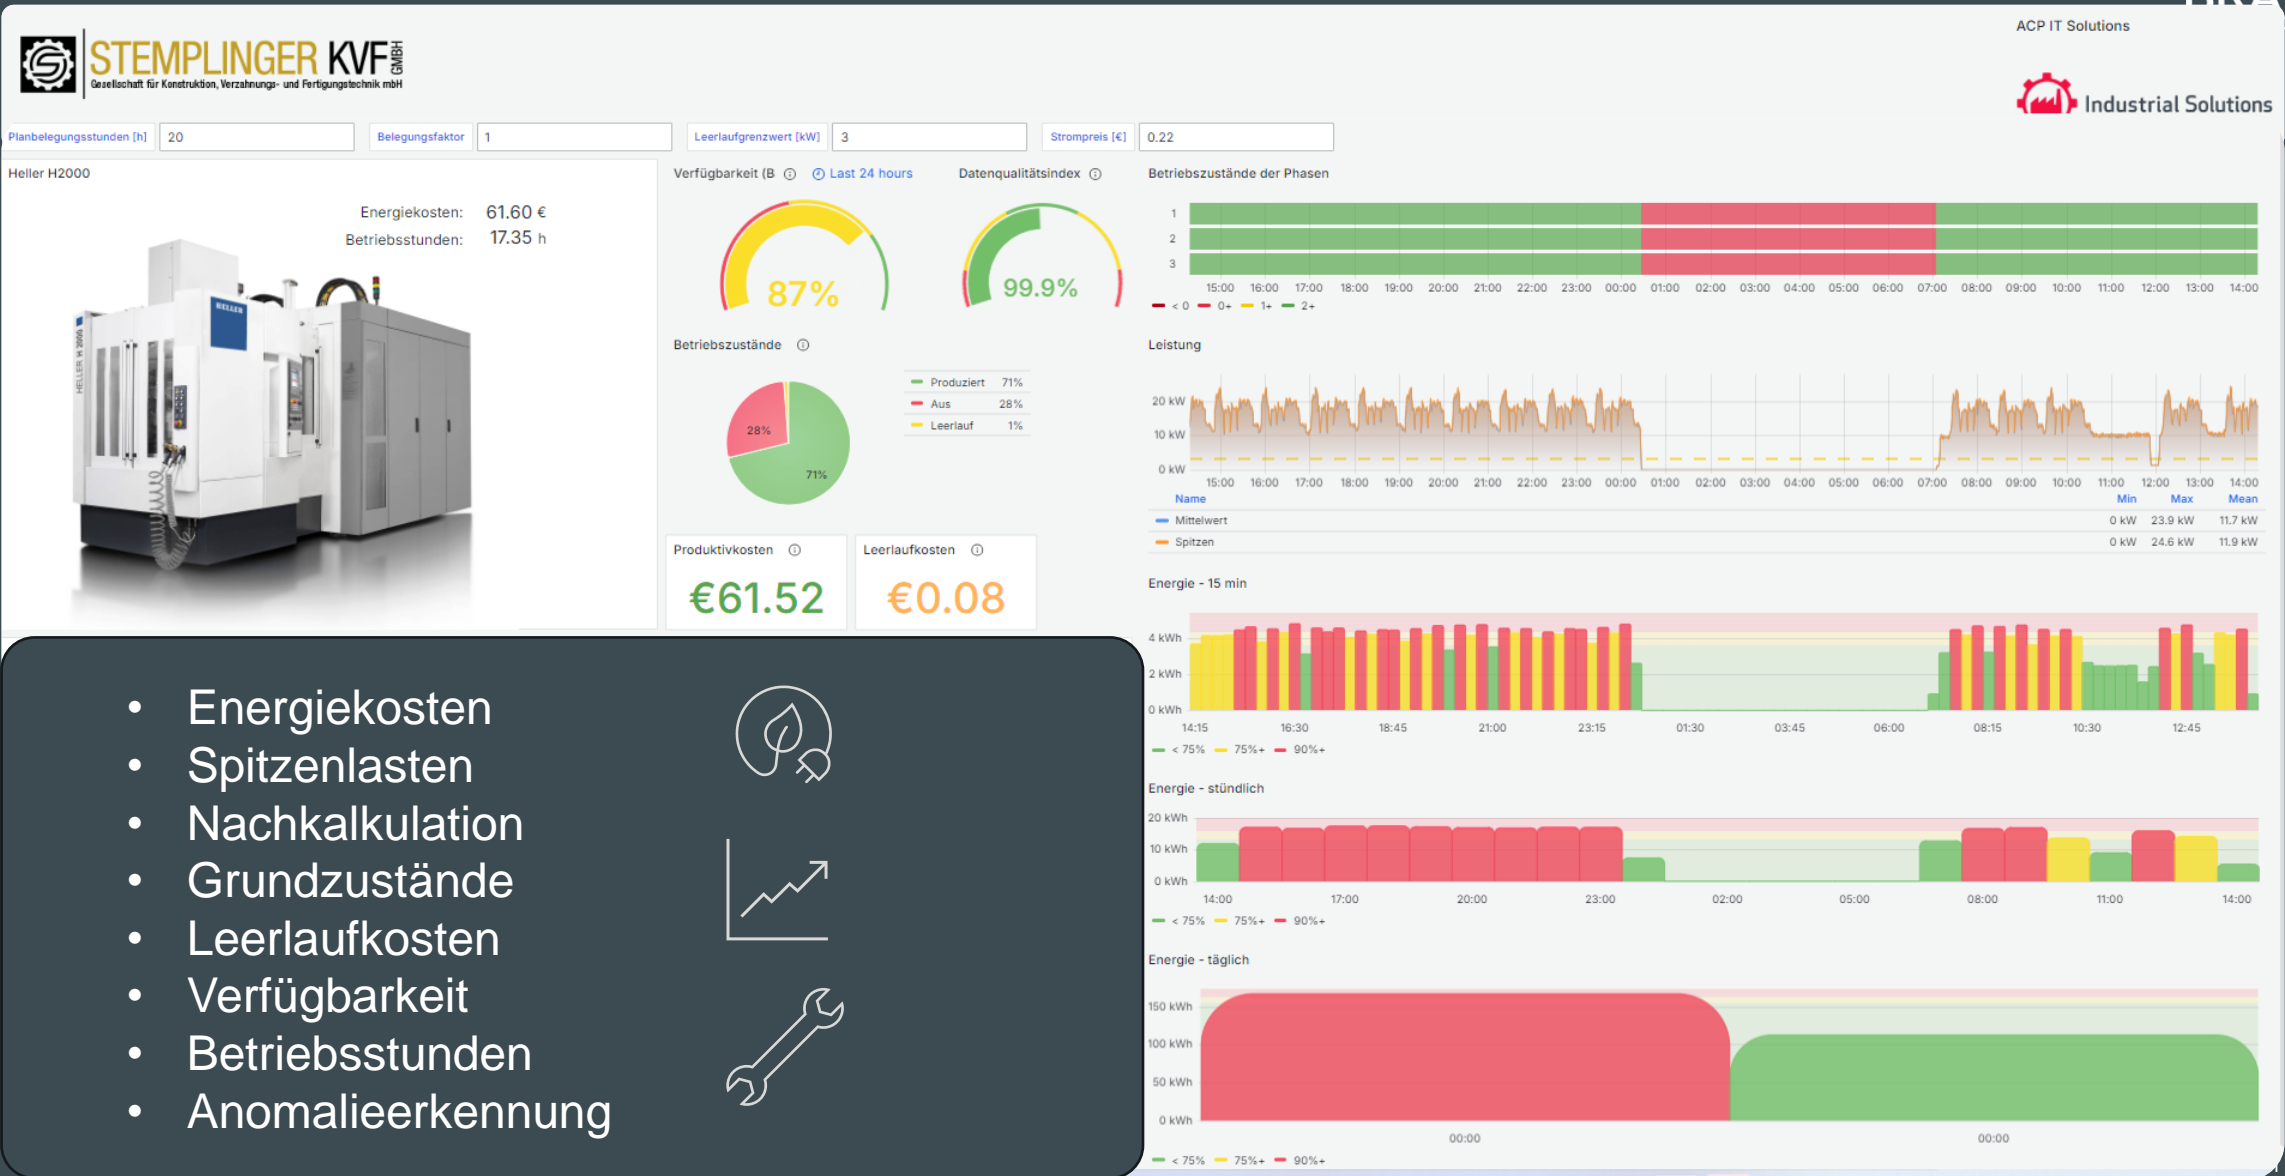 ACP IT Solutions
STEMPLINGER KVF GMBH
Gesellschaft für Konstruktion, Verzahnungs- und Fertigungstechnik mbH
Industrial Solutions
Planbelegungsstunden [h] 20 Belegungsfaktor 1 Leerlaufgrenzwert [kW] 3 Strompreis [€] 0.22
Heller H2000
Energiekosten: 61.60 €
Betriebsstunden: 17.35 h
HELLER
HELLER H 2000
Verfügbarkeit (B Last 24 hours
87%
Datenqualitätsindex
99.9%
Betriebszustände
28%
71%
Produziert 71%
Aus 28%
Leerlauf 1%
Produktivkosten
€61.52
Leerlaufkosten
€0.08
Betriebszustände der Phasen
1
2
3
15:00 16:00 17:00 18:00 19:00 20:00 21:00 22:00 23:00 00:00 01:00 02:00 03:00 04:00 05:00 06:00 07:00 08:00 09:00 10:00 11:00 12:00 13:00 14:00
< 0 0+ 1+ 2+
Leistung
20 kW
10 kW
0 kW
15:00 16:00 17:00 18:00 19:00 20:00 21:00 22:00 23:00 00:00 01:00 02:00 03:00 04:00 05:00 06:00 07:00 08:00 09:00 10:00 11:00 12:00 13:00 14:00
Name Min Max Mean
Mittelwert 0 kW 23.9 kW 11.7 kW
Spitzen 0 kW 24.6 kW 11.9 kW
Energie - 15 min
4 kWh
2 kWh
0 kWh
14:15 16:30 18:45 21:00 23:15 01:30 03:45 06:00 08:15 10:30 12:45
< 75% 75%+ 90%+
Energie - stündlich
20 kWh
10 kWh
0 kWh
14:00 17:00 20:00 23:00 02:00 05:00 08:00 11:00 14:00
< 75% 75%+ 90%+
Energie - täglich
150 kWh
100 kWh
50 kWh
0 kWh
00:00 00:00
< 75% 75%+ 90%+
• Energiekosten
• Spitzenlasten
• Nachkalkulation
• Grundzustände
• Leerlaufkosten
• Verfügbarkeit
• Betriebsstunden
• Anomalieerkennung